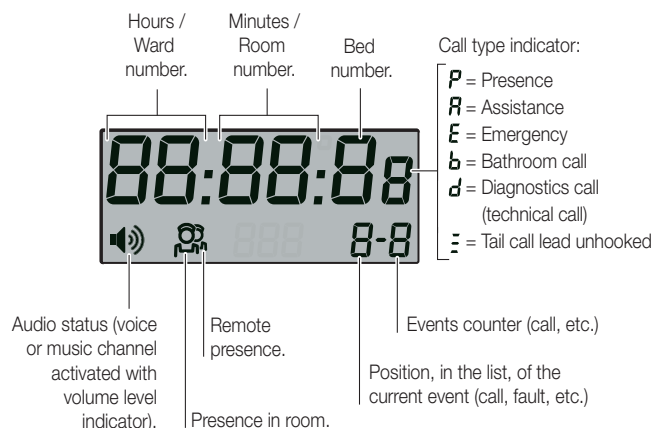 Hours /
Ward
number.
Minutes /
Room
number.
Bed
number.
Call type indicator:
P = Presence
A = Assistance
E = Emergency
b = Bathroom call
d = Diagnostics call
(technical call)
= Tail call lead unhooked
88:88:88
888
8-8
Audio status (voice
or music channel
activated with
volume level
indicator).
Remote
presence.
Presence in room.
Events counter (call, etc.)
Position, in the list, of the
current event (call, fault, etc.)